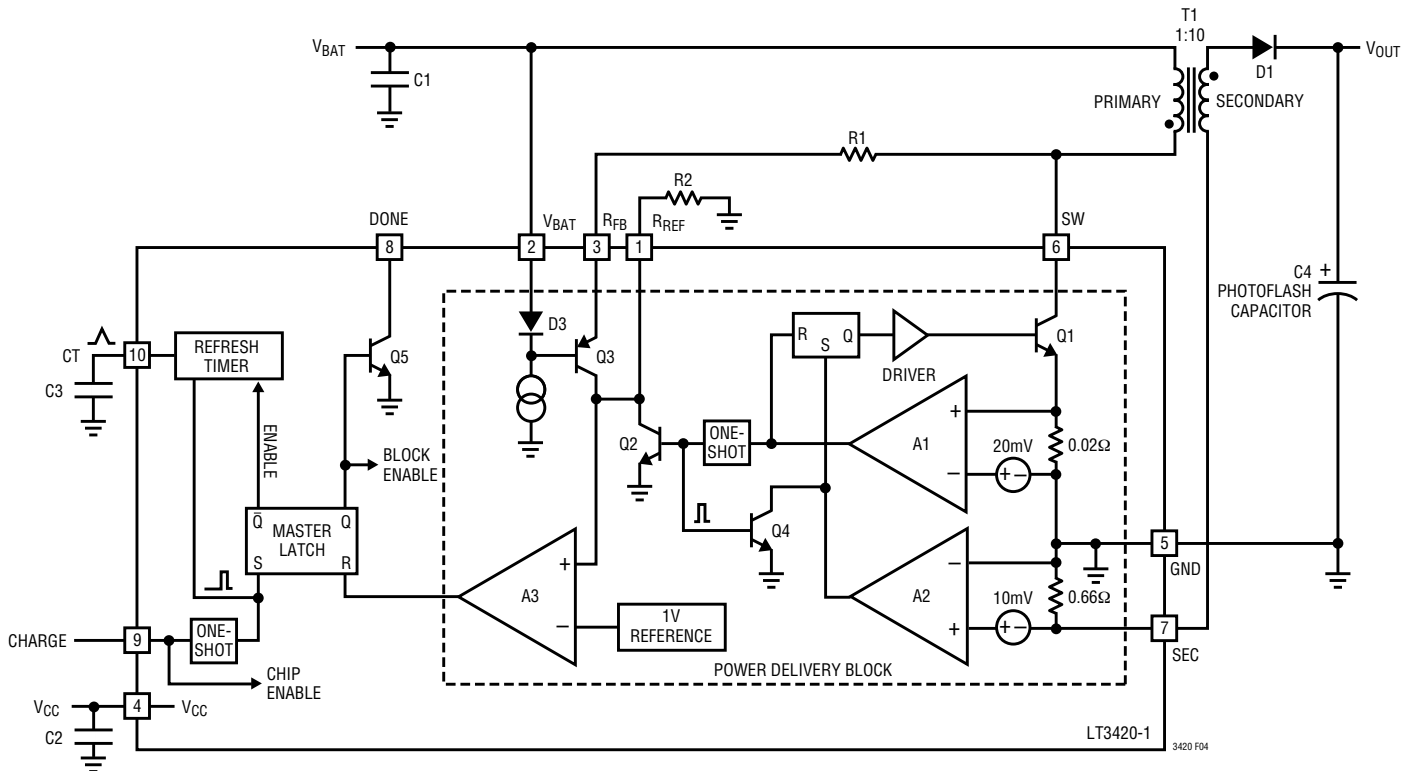 T1
1:10
V_BAT
V_OUT
C1
D1
PRIMARY
SECONDARY
R1
R2
DONE
V_BAT
R_FB
R_REF
SW
8
2
3
1
6
C4
+
PHOTOFLASH
CAPACITOR
D3
R
S
Q
Q1
CT
10
REFRESH
TIMER
Q5
Q3
DRIVER
C3
ENABLE
Q2
ONE-
SHOT
A1
+
−
20mV
+ −
0.02Ω
BLOCK
ENABLE
Q̅
Q
MASTER
LATCH
S
R
Q4
5
GND
A3
+
−
1V
REFERENCE
A2
−
+
10mV
+ −
0.66Ω
CHARGE
9
ONE-
SHOT
7
SEC
CHIP
ENABLE
POWER DELIVERY BLOCK
V_CC
4
V_CC
C2
LT3420-1
3420 F04